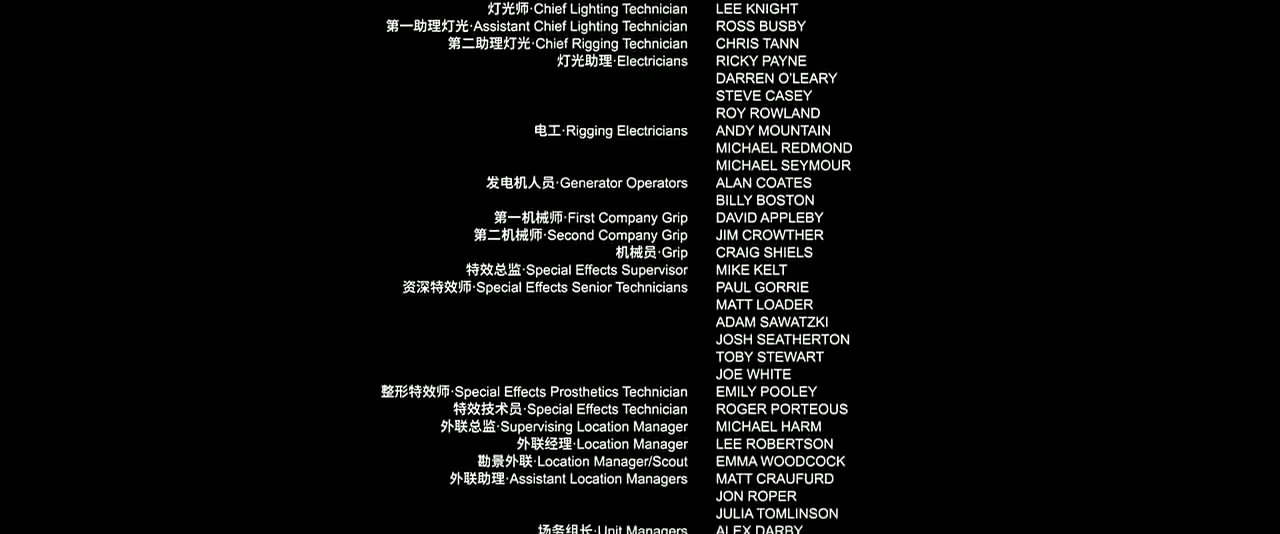 灯光师·Chief Lighting Technician LEE KNIGHT
第一助理灯光·Assistant Chief Lighting Technician ROSS BUSBY
第二助理灯光·Chief Rigging Technician CHRIS TANN
灯光助理·Electricians RICKY PAYNE
DARREN O'LEARY
STEVE CASEY
ROY ROWLAND
电工·Rigging Electricians ANDY MOUNTAIN
MICHAEL REDMOND
MICHAEL SEYMOUR
发电机人员·Generator Operators ALAN COATES
BILLY BOSTON
第一机械师·First Company Grip DAVID APPLEBY
第二机械师·Second Company Grip JIM CROWTHER
机械员·Grip CRAIG SHIELS
特效总监·Special Effects Supervisor MIKE KELT
资深特效师·Special Effects Senior Technicians PAUL GORRIE
MATT LOADER
ADAM SAWATZKI
JOSH SEATHERTON
TOBY STEWART
JOE WHITE
整形特效师·Special Effects Prosthetics Technician EMILY POOLEY
特效技术员·Special Effects Technician ROGER PORTEOUS
外联总监·Supervising Location Manager MICHAEL HARM
外联经理·Location Manager LEE ROBERTSON
勘景外联·Location Manager/Scout EMMA WOODCOCK
外联助理·Assistant Location Managers MATT CRAUFURD
JON ROPER
JULIA TOMLINSON
场务组长·Unit Managers ALEX DARBY